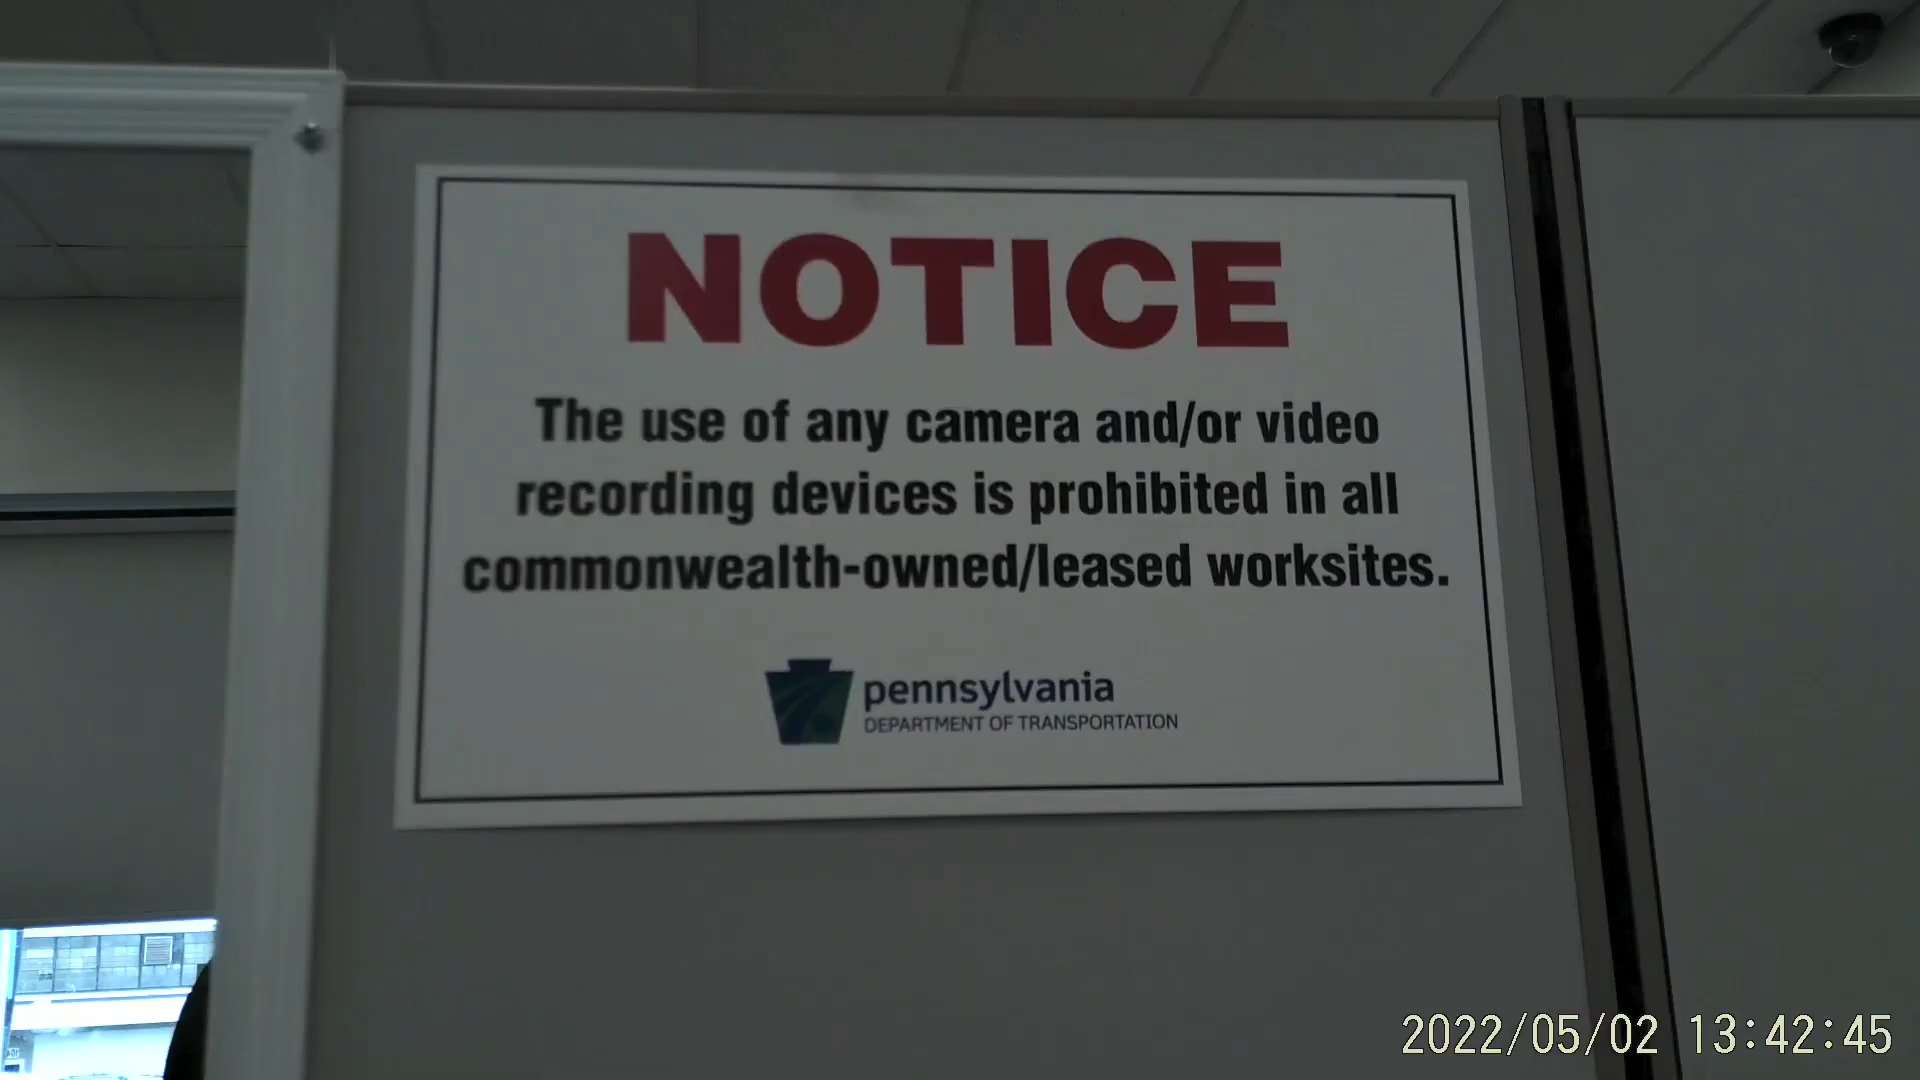 NOTICE
The use of any camera and/or video
recording devices is prohibited in all
commonwealth-owned/leased worksites.
pennsylvania
DEPARTMENT OF TRANSPORTATION
2022/05/02 13:42:45